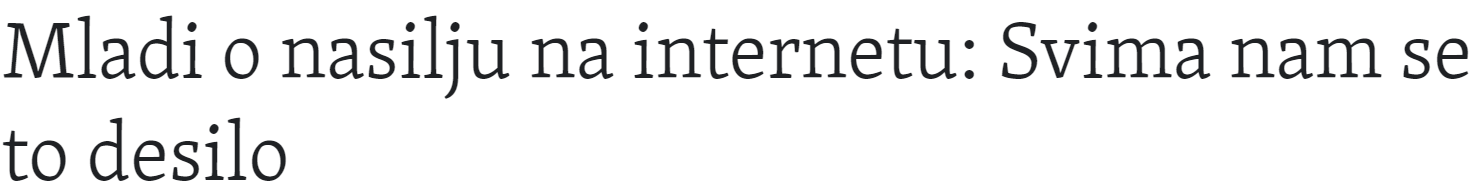 Mladi o nasilju na internetu: Svima nam se
to desilo